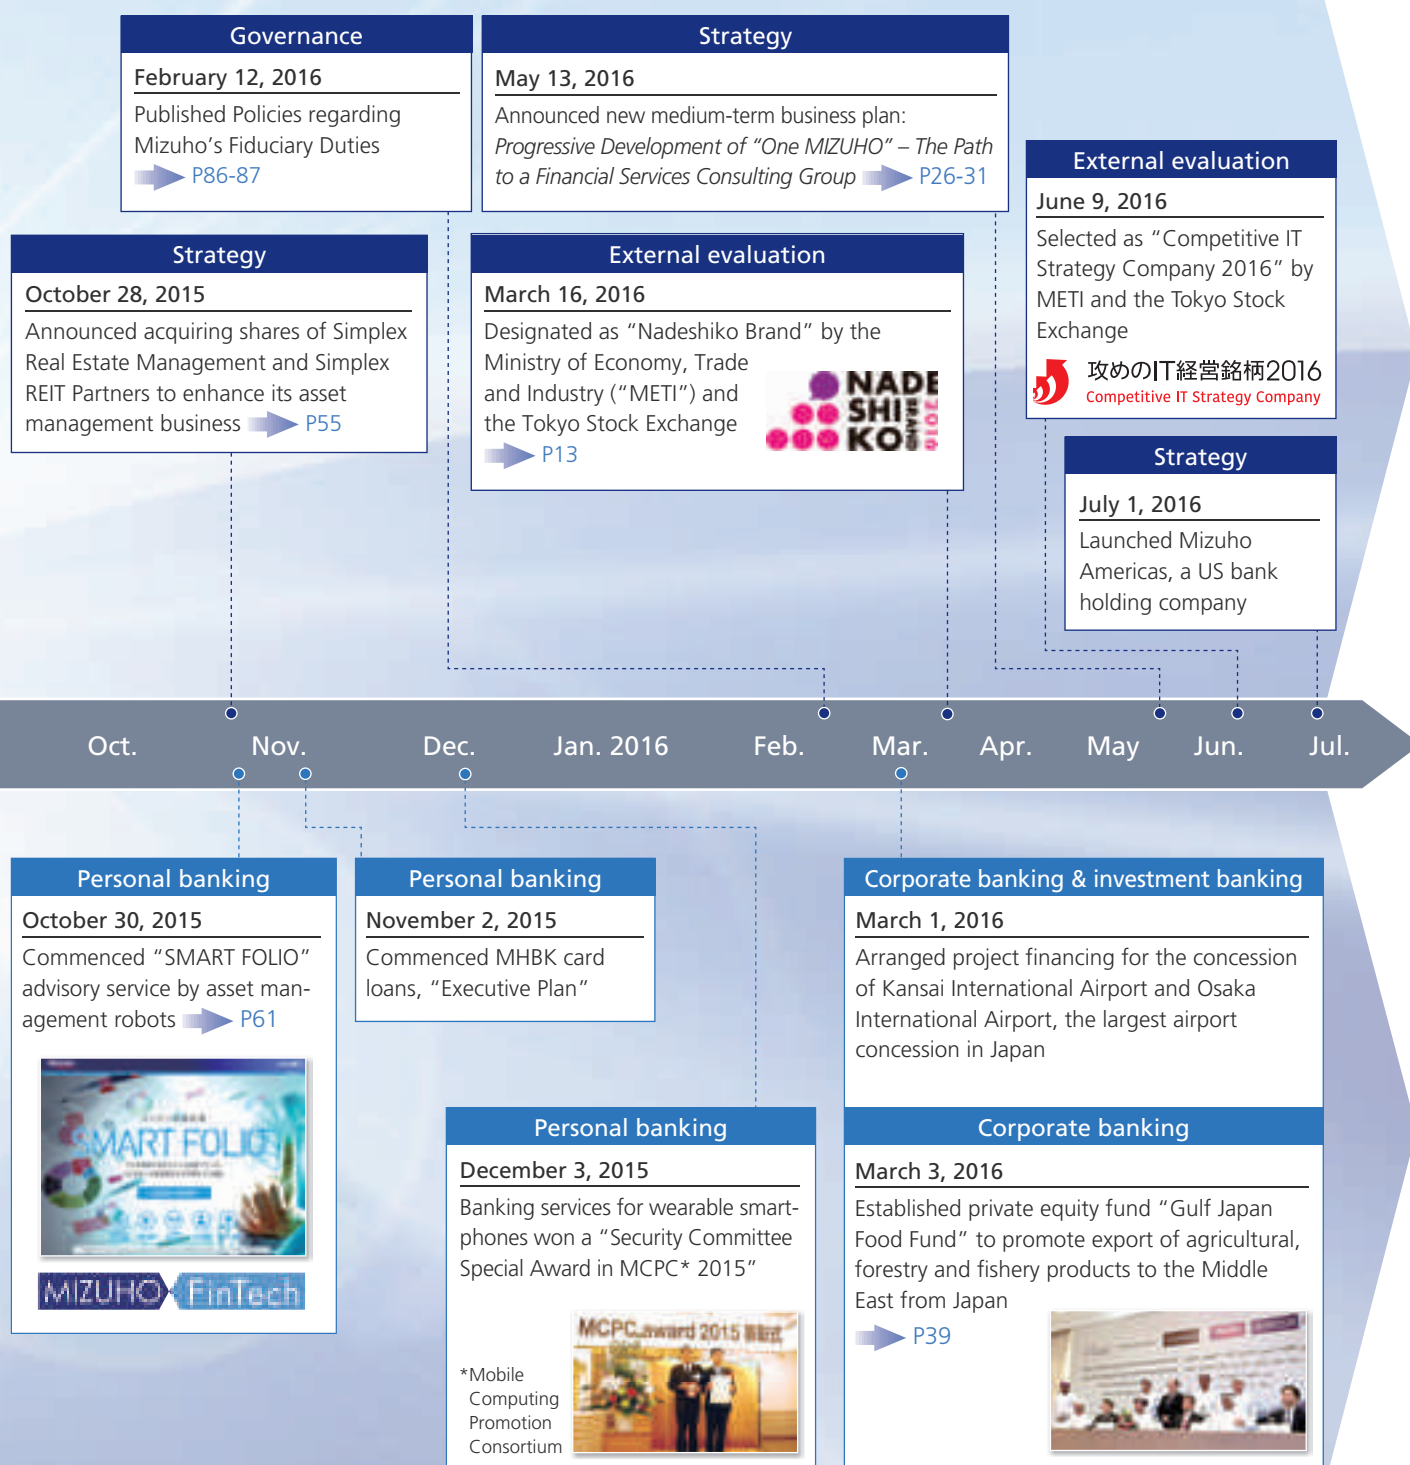 Governance
February 12, 2016
Published Policies regarding
Mizuho's Fiduciary Duties
P86-87
Strategy
May 13, 2016
Announced new medium-term business plan:
Progressive Development of “One MIZUHO” – The Path
to a Financial Services Consulting Group P26-31
External evaluation
June 9, 2016
Selected as “Competitive IT
Strategy Company 2016” by
METI and the Tokyo Stock
Exchange
攻めのIT経営銘柄2016
Competitive IT Strategy Company
Strategy
October 28, 2015
Announced acquiring shares of Simplex
Real Estate Management and Simplex
REIT Partners to enhance its asset
management business P55
External evaluation
March 16, 2016
Designated as “Nadeshiko Brand” by the
Ministry of Economy, Trade
and Industry (“METI”) and
the Tokyo Stock Exchange
P13
NADE
SHI
KO
BRAND
2016
Strategy
July 1, 2016
Launched Mizuho
Americas, a US bank
holding company
Oct. Nov. Dec. Jan. 2016 Feb. Mar. Apr. May Jun. Jul.
Personal banking
October 30, 2015
Commenced “SMART FOLIO”
advisory service by asset man-
agement robots P61
SMART FOLIO
MIZUHO FinTech
Personal banking
November 2, 2015
Commenced MHBK card
loans, “Executive Plan”
Personal banking
December 3, 2015
Banking services for wearable smart-
phones won a “Security Committee
Special Award in MCPC* 2015”
MCPC award 2015
*Mobile
Computing
Promotion
Consortium
Corporate banking & investment banking
March 1, 2016
Arranged project financing for the concession
of Kansai International Airport and Osaka
International Airport, the largest airport
concession in Japan
Corporate banking
March 3, 2016
Established private equity fund “Gulf Japan
Food Fund” to promote export of agricultural,
forestry and fishery products to the Middle
East from Japan
P39